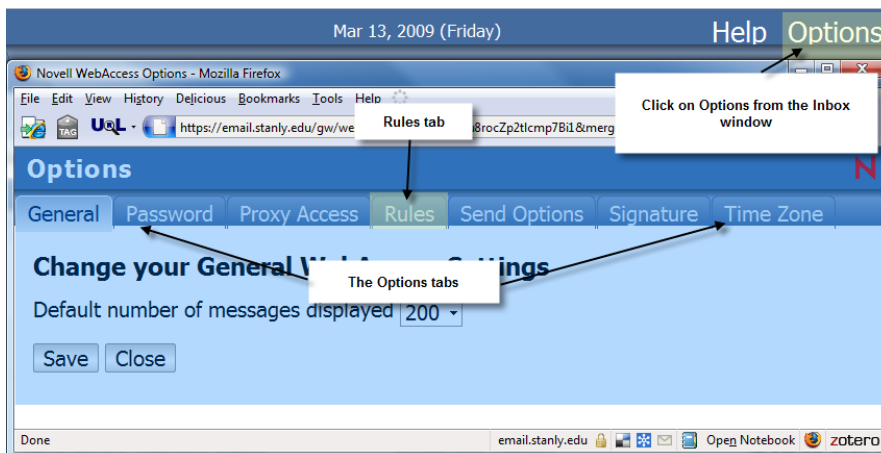 Mar 13, 2009 (Friday)
Help Options
Novell WebAccess Options - Mozilla Firefox
Click on Options from the Inbox
window
File Edit View History Delicious Bookmarks Tools Help
Rules tab
TAG URL
https://email.stanly.edu/gw/we
8rocZp2tlcmp7Bi1&merg
Options
N
General Password Proxy Access Rules Send Options Signature Time Zone
Change your General W
ngs
The Options tabs
Default number of messages displayed 200
Save Close
Done
email.stanly.edu
Open Notebook
zotero